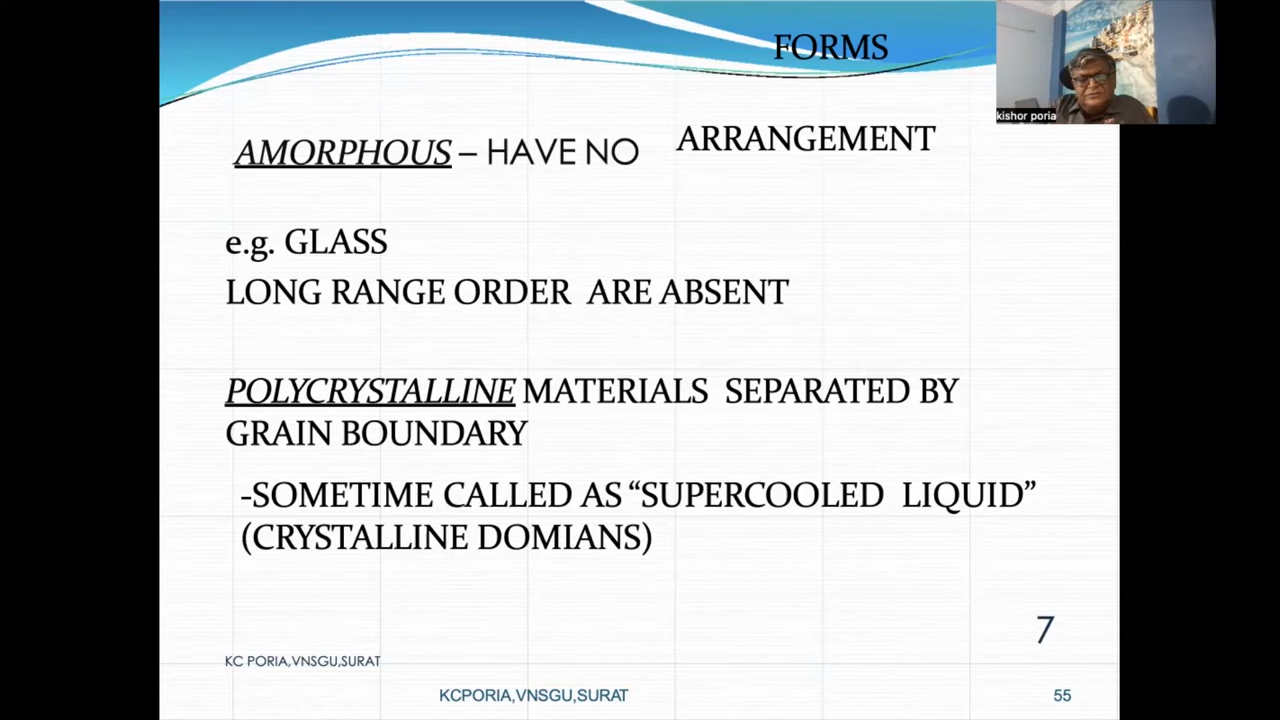 FORMS
kishor poria
AMORPHOUS – HAVE NO ARRANGEMENT
e.g. GLASS
LONG RANGE ORDER ARE ABSENT
POLYCRYSTALLINE MATERIALS SEPARATED BY
GRAIN BOUNDARY
-SOMETIME CALLED AS “SUPERCOOLED LIQUID”
(CRYSTALLINE DOMIANS)
7
KC PORIA,VNSGU,SURAT
KCPORIA,VNSGU,SURAT 55